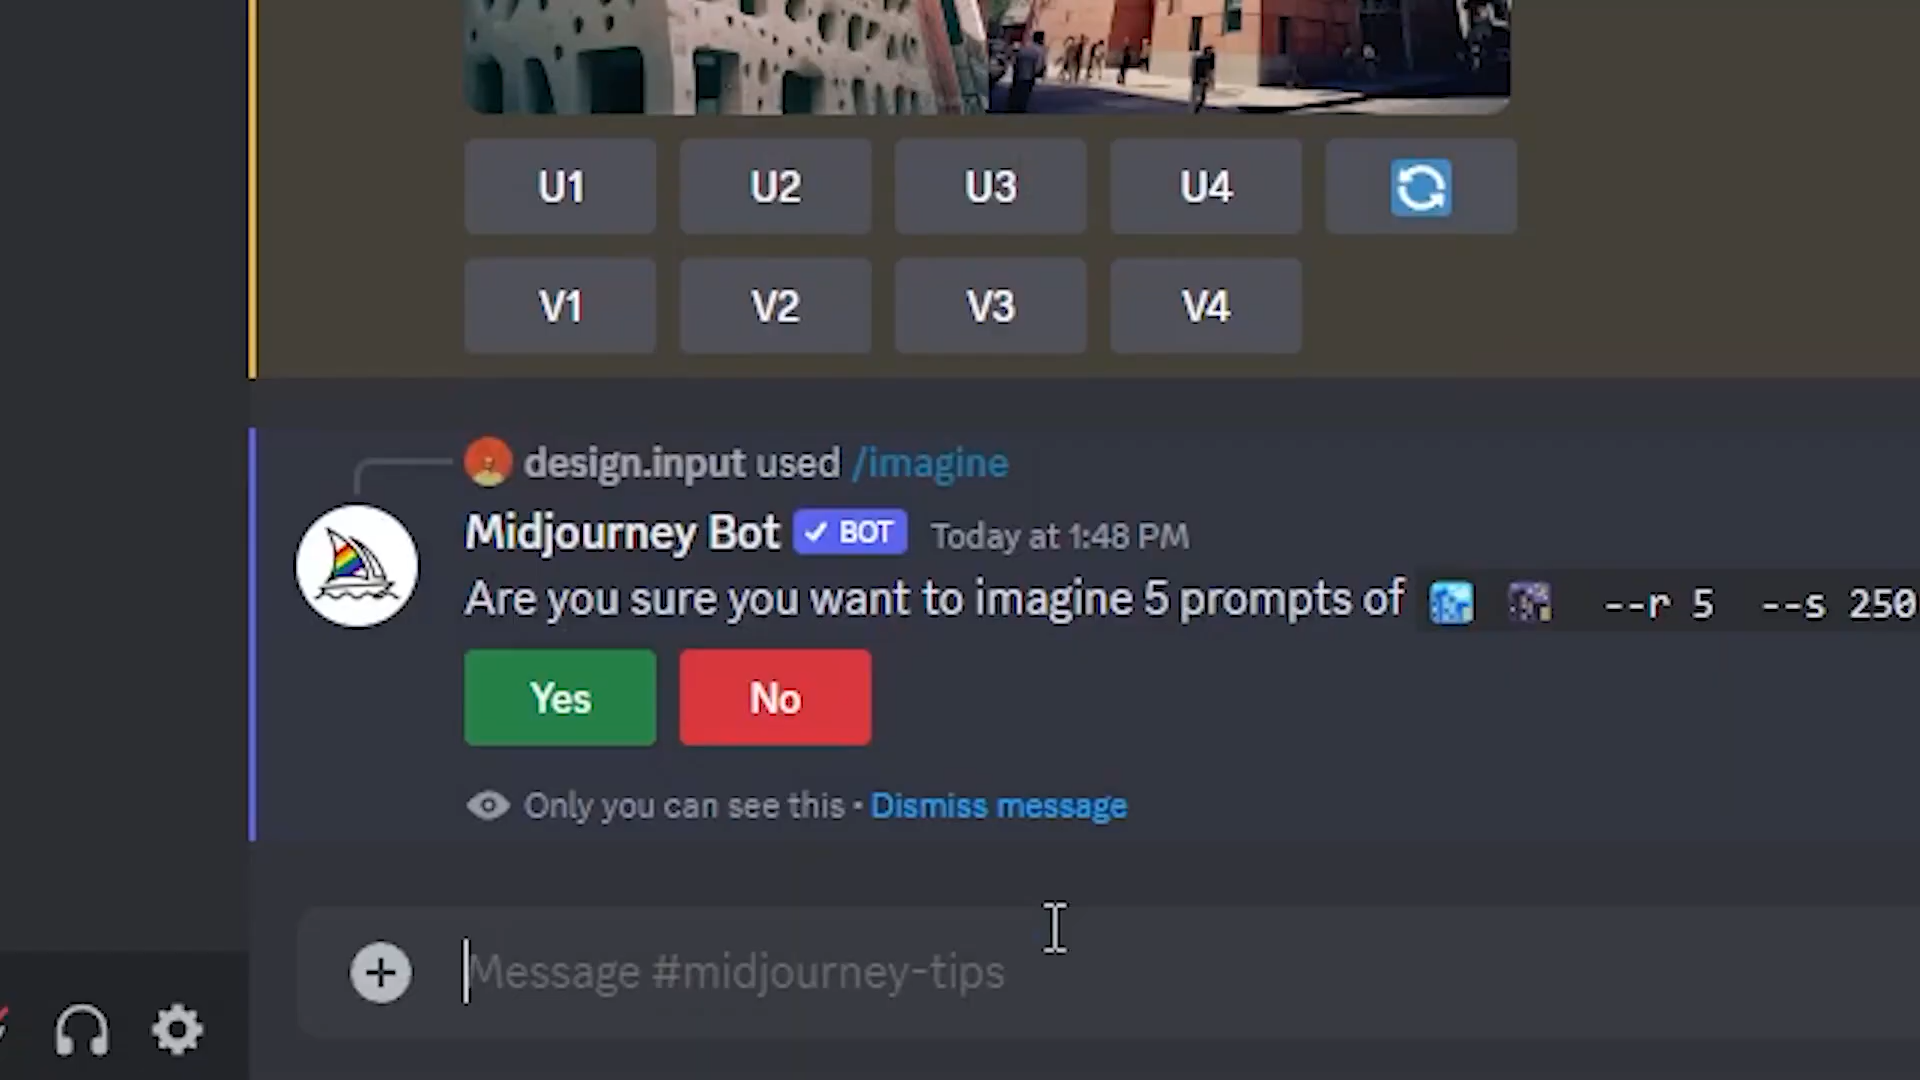 U1 U2 U3 U4
V1 V2 V3 V4
design.input used /imagine
Midjourney Bot ✓ BOT Today at 1:48 PM
Are you sure you want to imagine 5 prompts of --r 5 --s 250
Yes No
Only you can see this • Dismiss message
Message #midjourney-tips